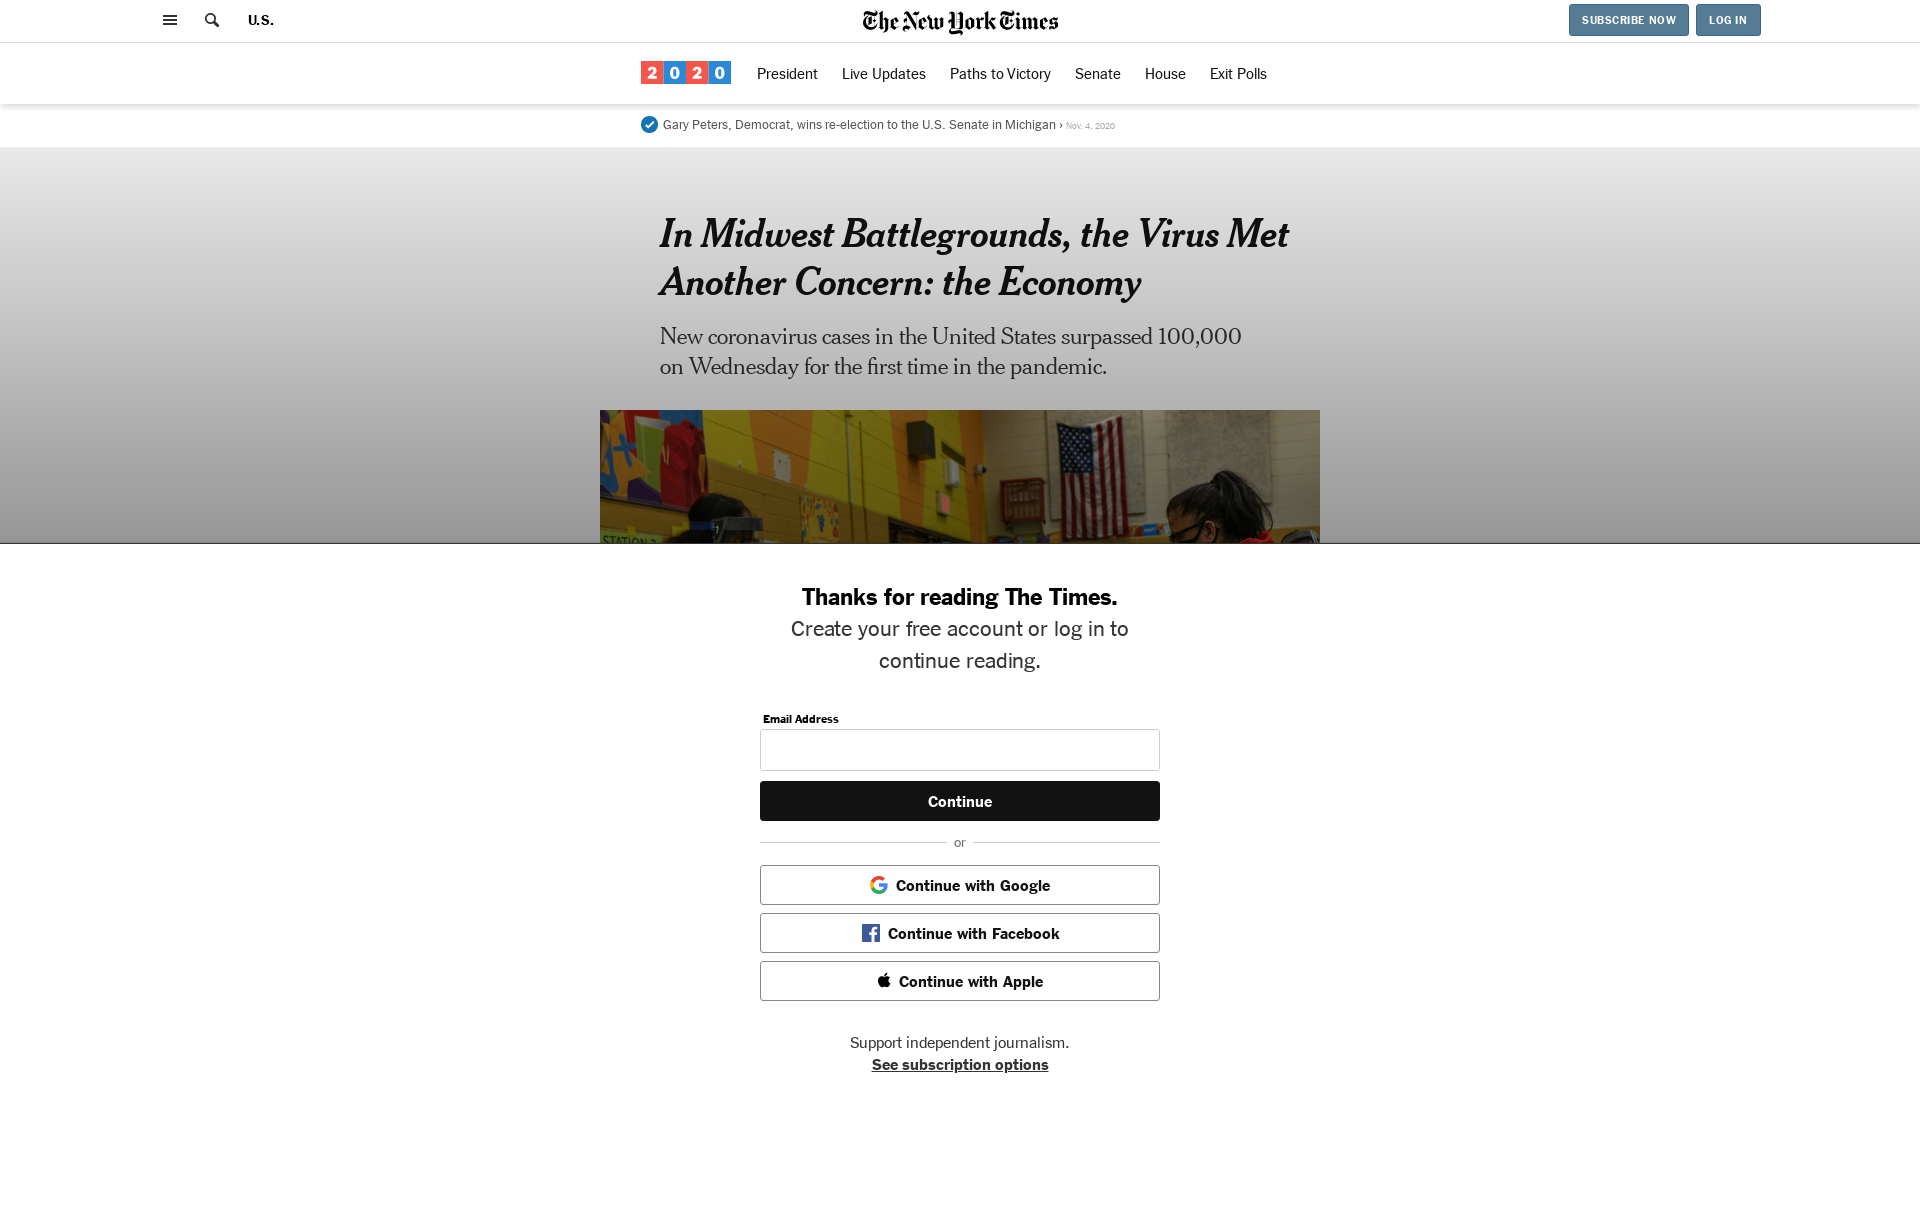 U.S.
The New York Times
SUBSCRIBE NOW
LOG IN
2020
President
Live Updates
Paths to Victory
Senate
House
Exit Polls
Gary Peters, Democrat, wins re-election to the U.S. Senate in Michigan › Nov. 4, 2020
In Midwest Battlegrounds, the Virus Met
Another Concern: the Economy
New coronavirus cases in the United States surpassed 100,000
on Wednesday for the first time in the pandemic.
A+
STATION 2
Thanks for reading The Times.
Create your free account or log in to
continue reading.
Email Address
Continue
or
Continue with Google
Continue with Facebook
Continue with Apple
Support independent journalism.
See subscription options